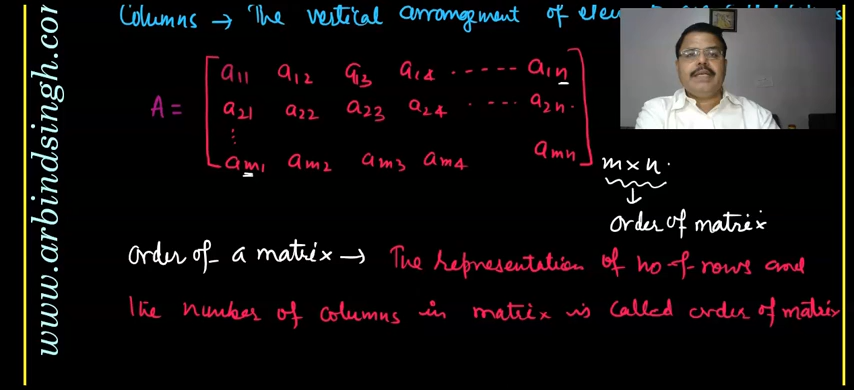 www.arbindsingh.com
Columns → The vertical arrangement of
A = [ a11 a12 a13 a14 ------ a1n
a21 a22 a23 a24 ---- a2n.
⋮
am1 am2 am3 am4 amn ] m×n.
↓
Order of matrix
Order of a matrix → The representation of no of rows and
the number of columns in matrix is called order of matrix